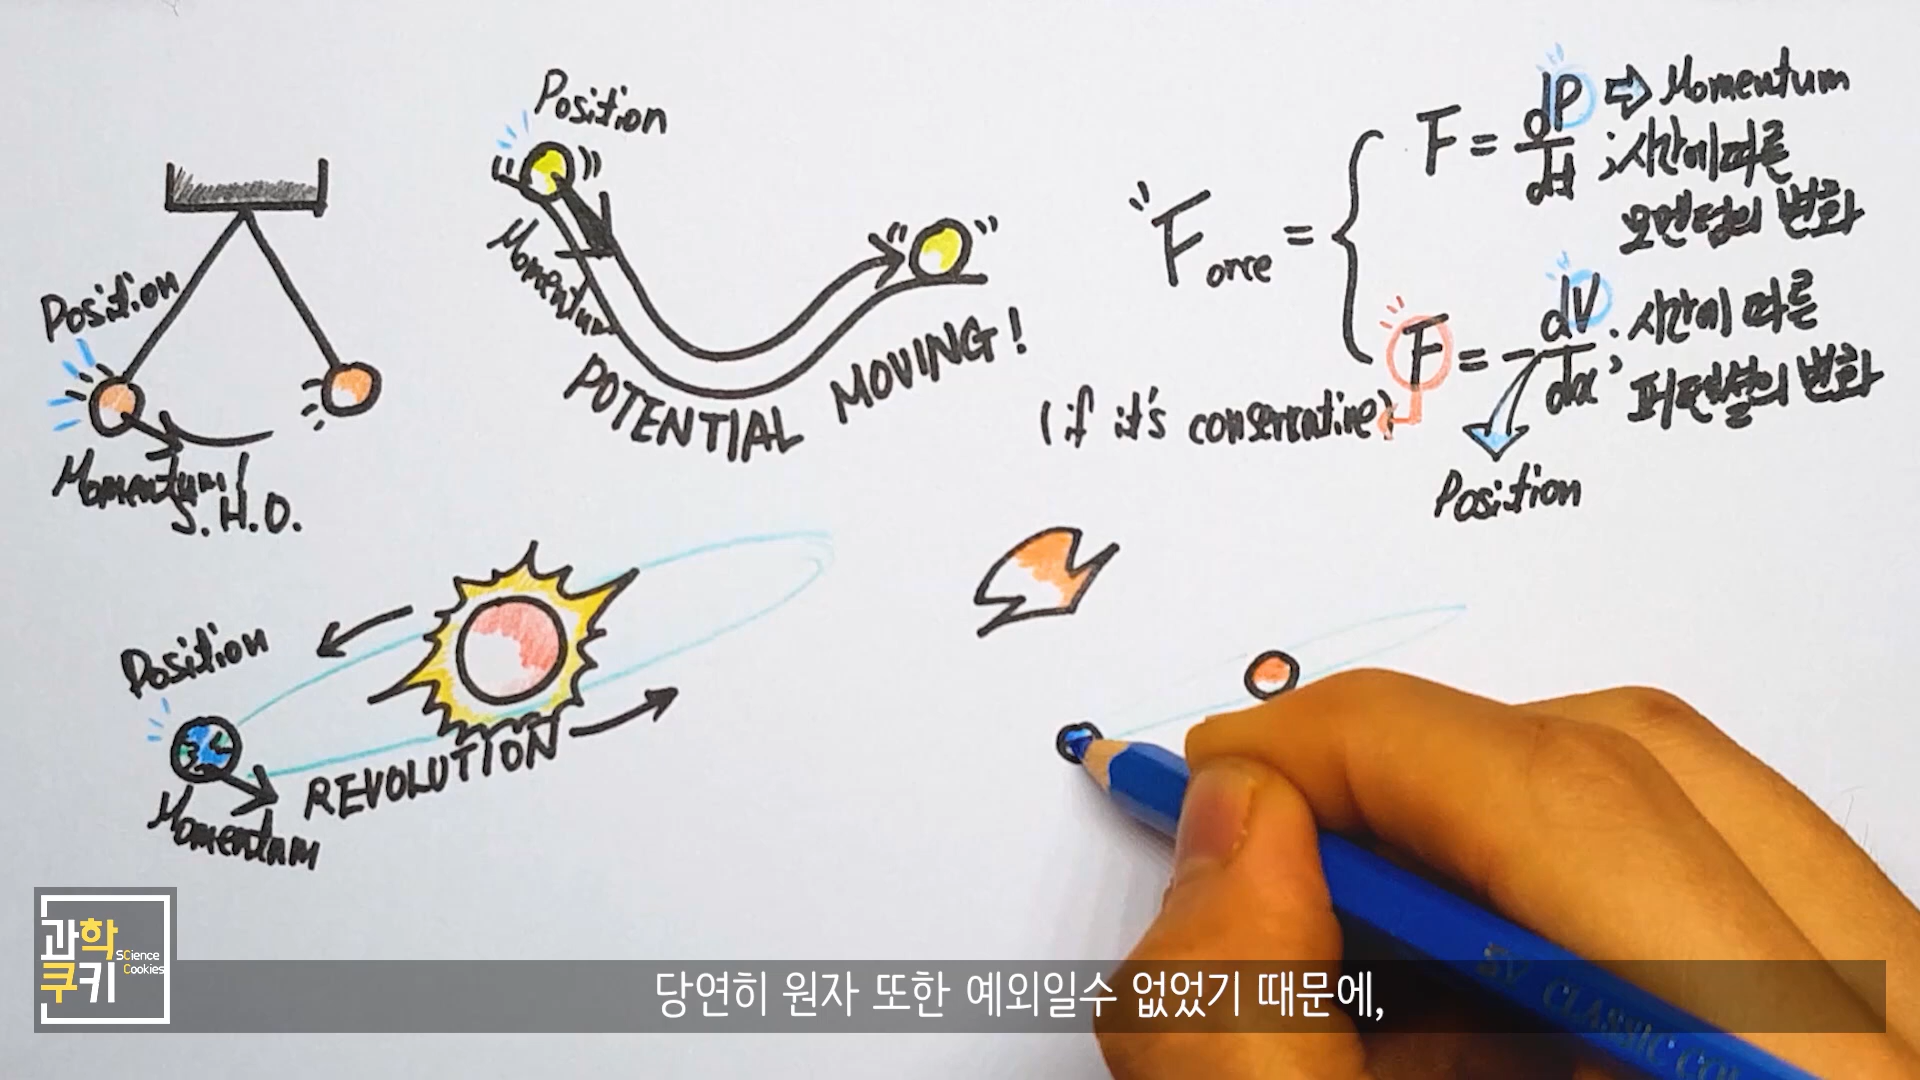 Position
Momentum
S.H.O.
Position
Momentum
POTENTIAL MOVING!
Force =
F = dP/dt ⇨ Momentum
; 시간에 따른
모멘텀의 변화
F = - dV/dx ; 시간에 따른
퍼텐셜의 변화
(if it's conservative)
Position
Position
Momentum
REVOLUTION
과학쿠키
SCience
Cookies
당연히 원자 또한 예외일수 없었기 때문에,